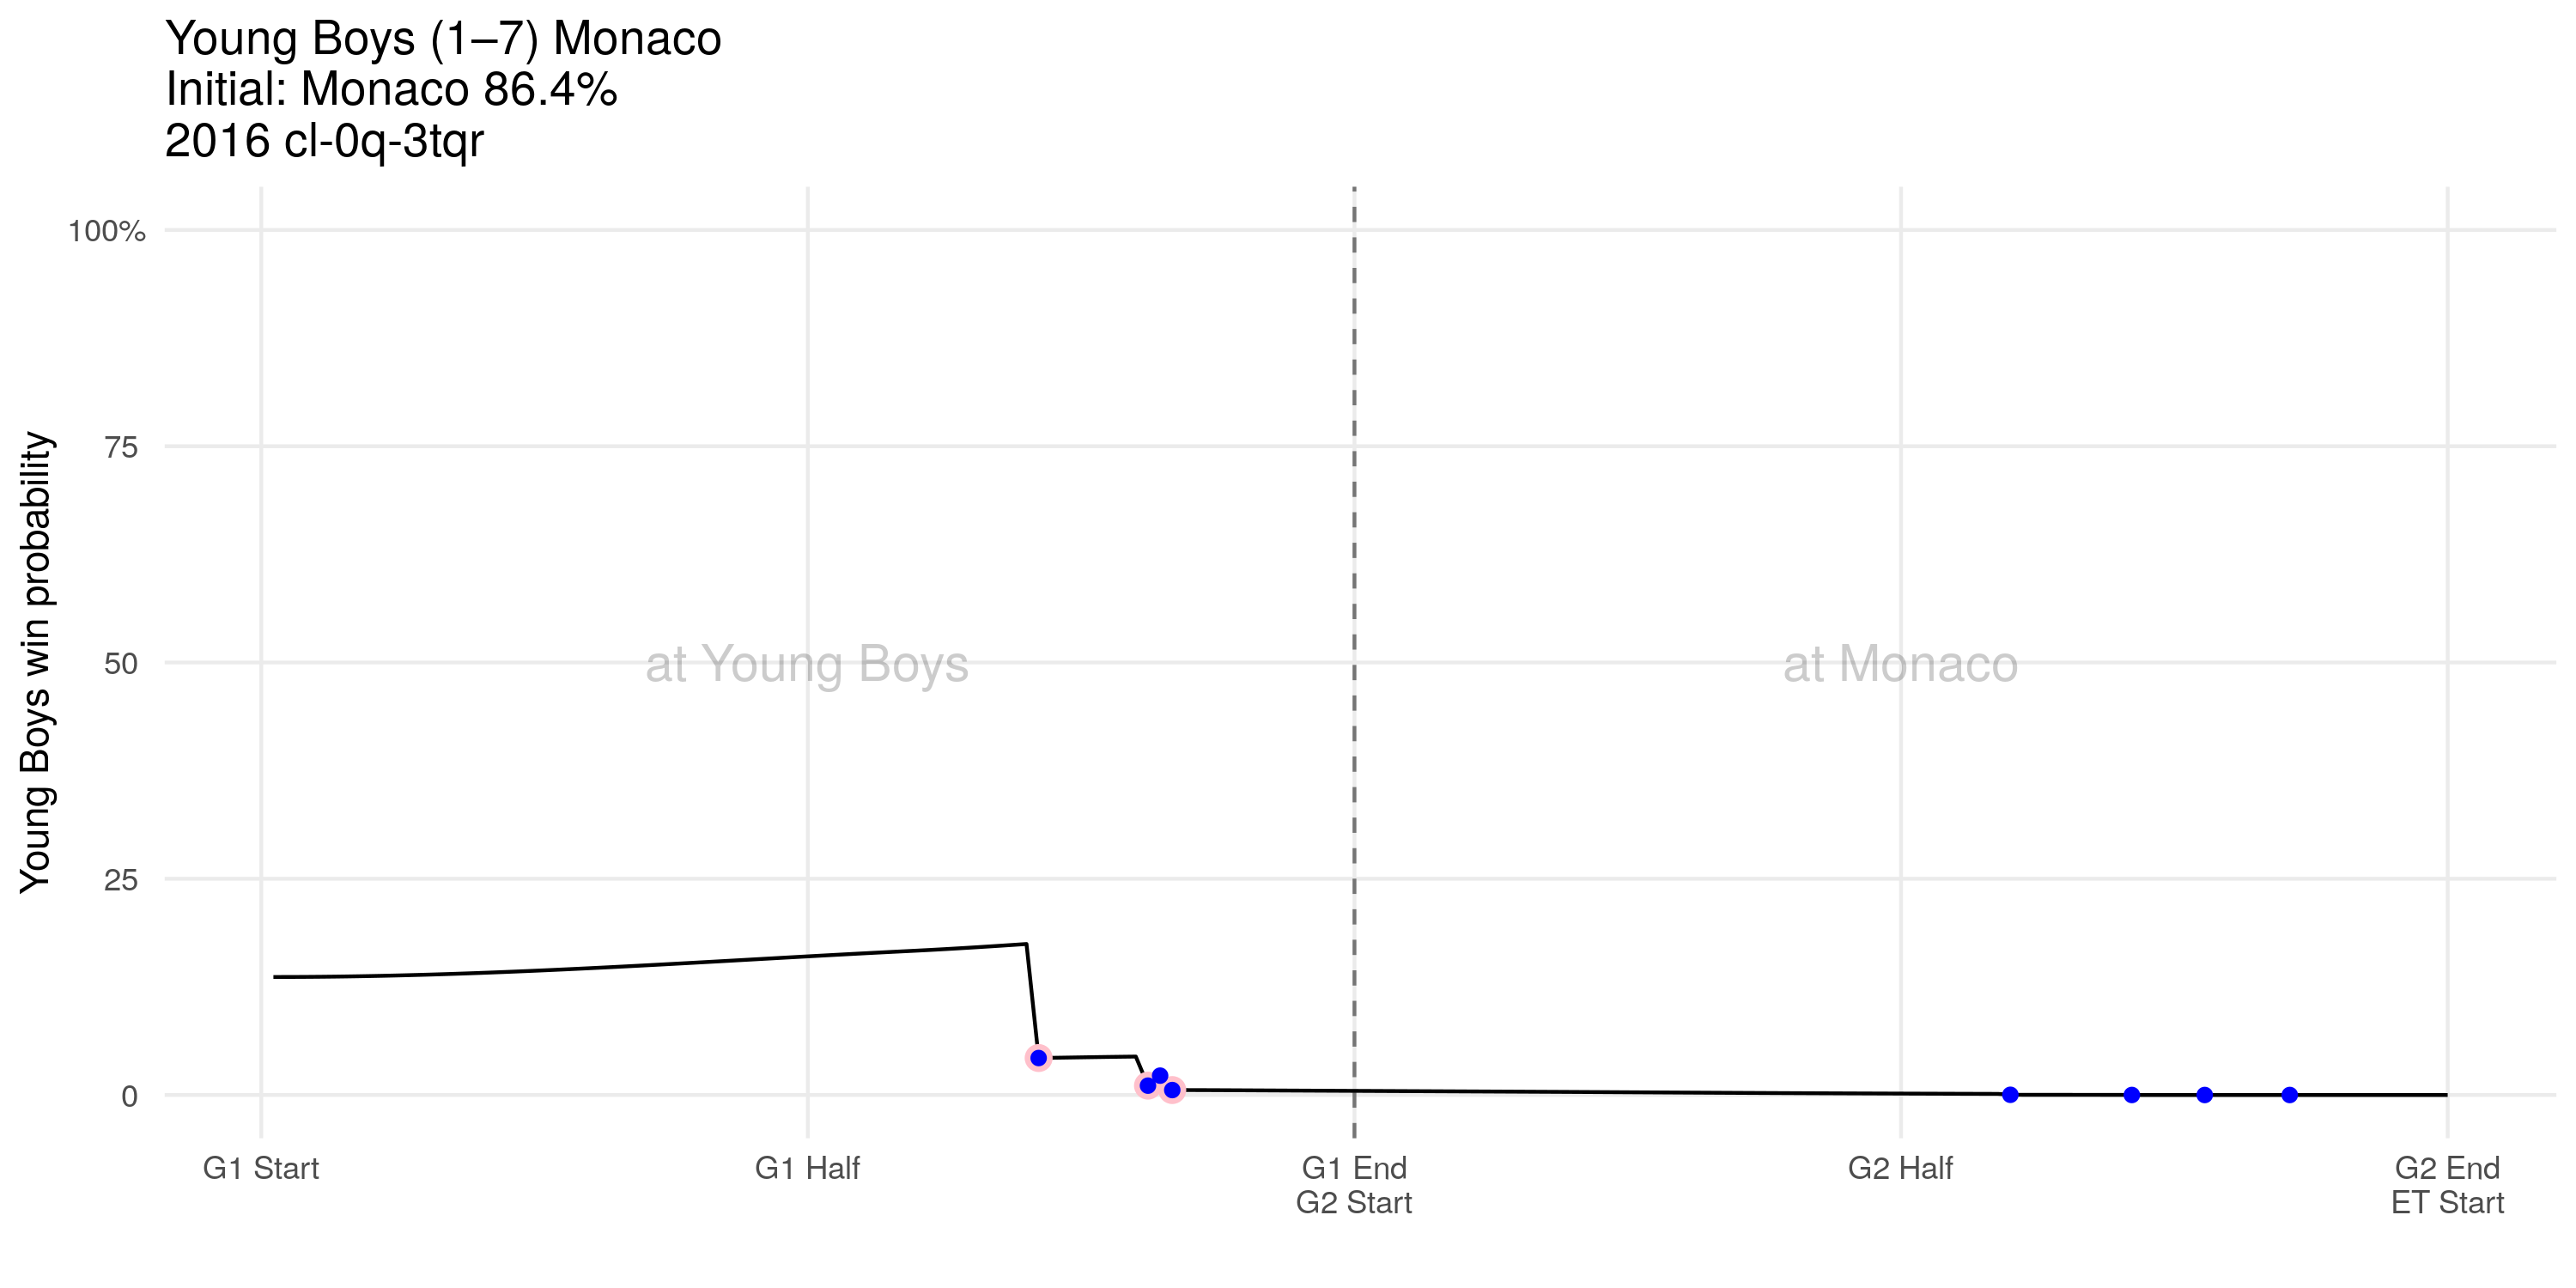 Young Boys (1–7) Monaco
Initial: Monaco 86.4%
2016 cl-0q-3tqr
Young Boys win probability
100%
75
50
25
0
at Young Boys
at Monaco
G1 Start
G1 Half
G1 End
G2 Start
G2 Half
G2 End
ET Start